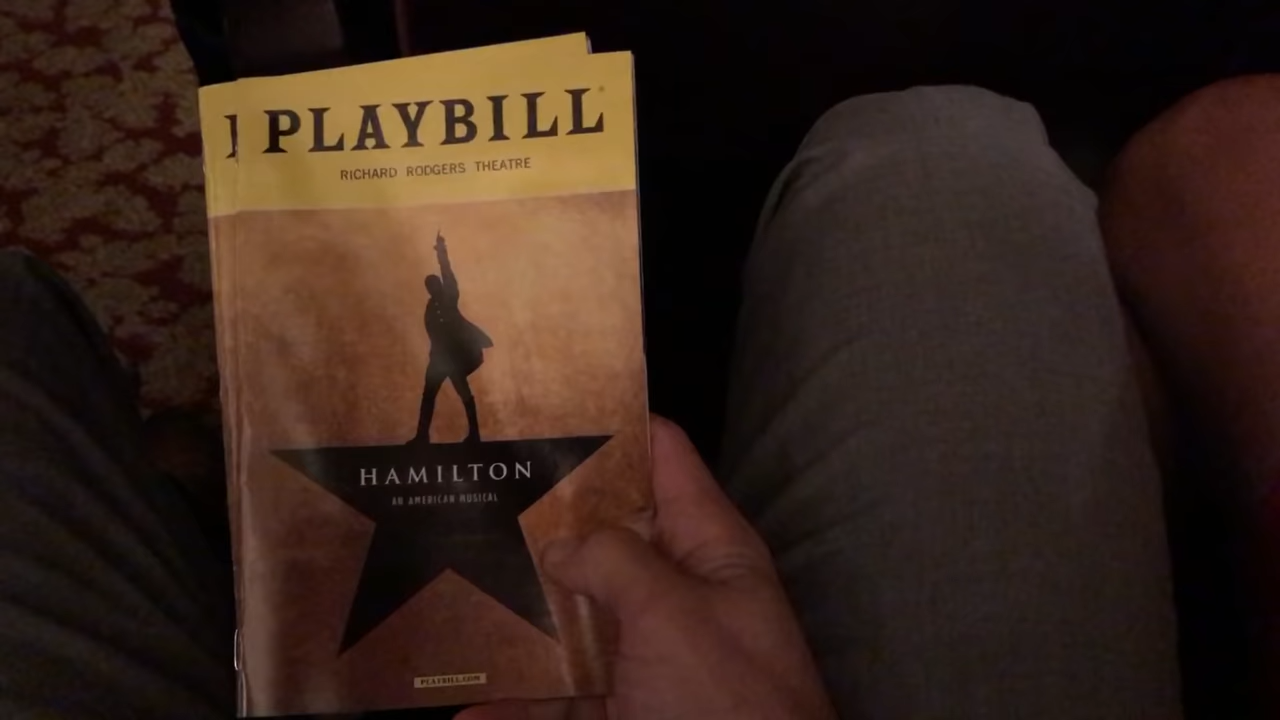 PLAYBILL®
RICHARD RODGERS THEATRE
HAMILTON
AN AMERICAN MUSICAL
PLAYBILL.COM